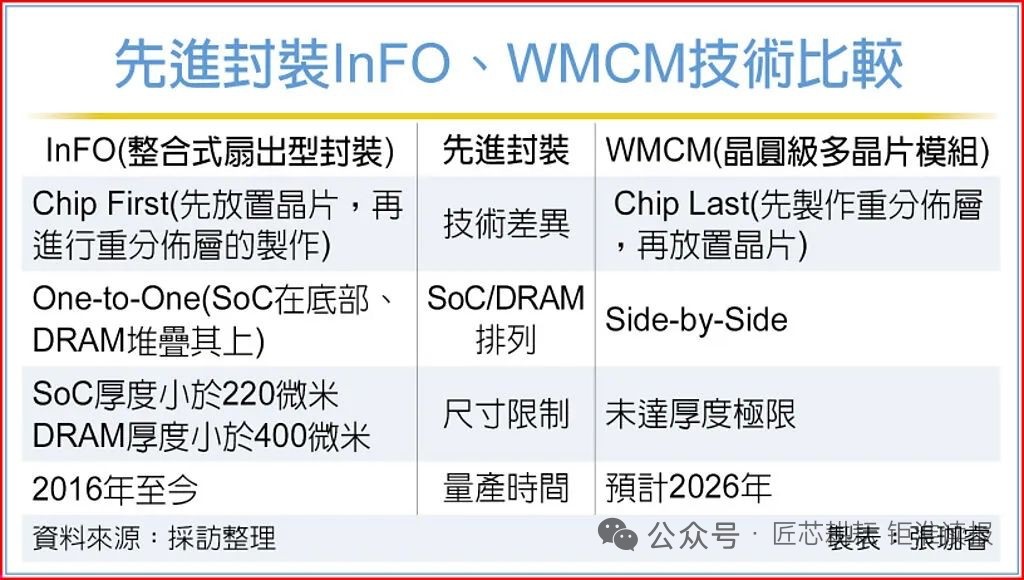 先進封裝InFO、WMCM技術比較
InFO(整合式扇出型封裝)
先進封裝
WMCM(晶圓級多晶片模組)
Chip First(先放置晶片，再
進行重分佈層的製作)
技術差異
Chip Last(先製作重分佈層
，再放置晶片)
One-to-One(SoC在底部、
DRAM堆疊其上)
SoC/DRAM
排列
Side-by-Side
SoC厚度小於220微米
DRAM厚度小於400微米
尺寸限制
未達厚度極限
2016年至今
量產時間
預計2026年
資料來源：採訪整理
製表：張珈睿
公众号·匠芯